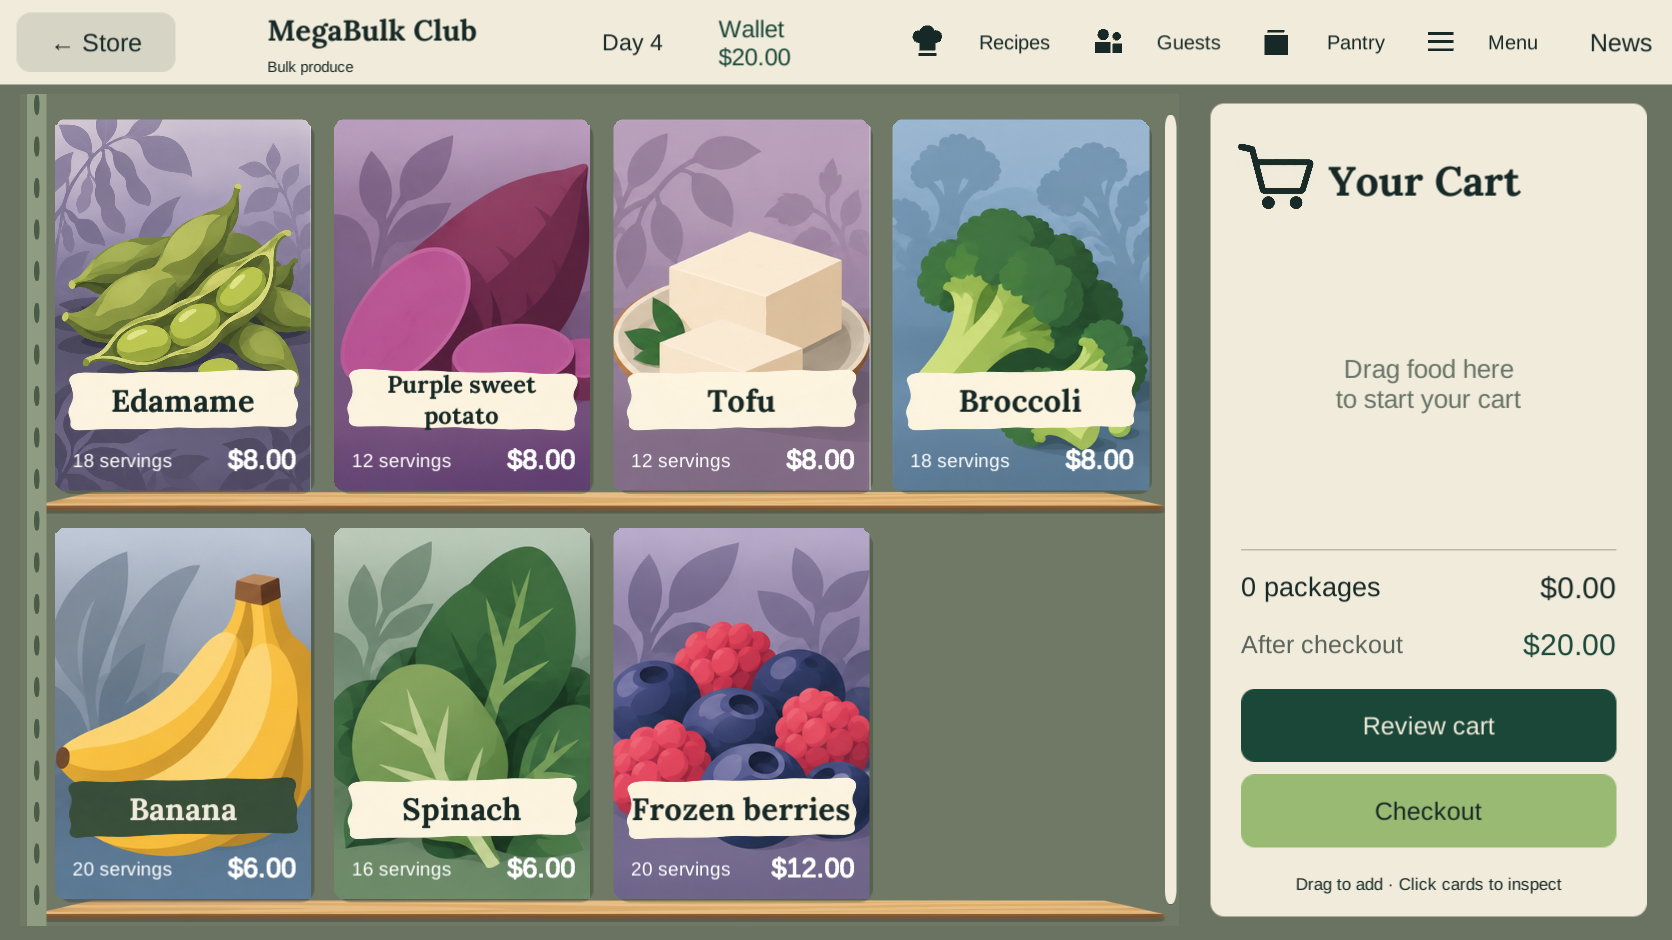 ← Store
MegaBulk Club
Bulk produce
Day 4
Wallet
$20.00
Recipes
Guests
Pantry
Menu
News
Edamame
18 servings $8.00
Purple sweet
potato
12 servings $8.00
Tofu
12 servings $8.00
Broccoli
18 servings $8.00
Banana
20 servings $6.00
Spinach
16 servings $6.00
Frozen berries
20 servings $12.00
Your Cart
Drag food here
to start your cart
0 packages $0.00
After checkout $20.00
Review cart
Checkout
Drag to add · Click cards to inspect